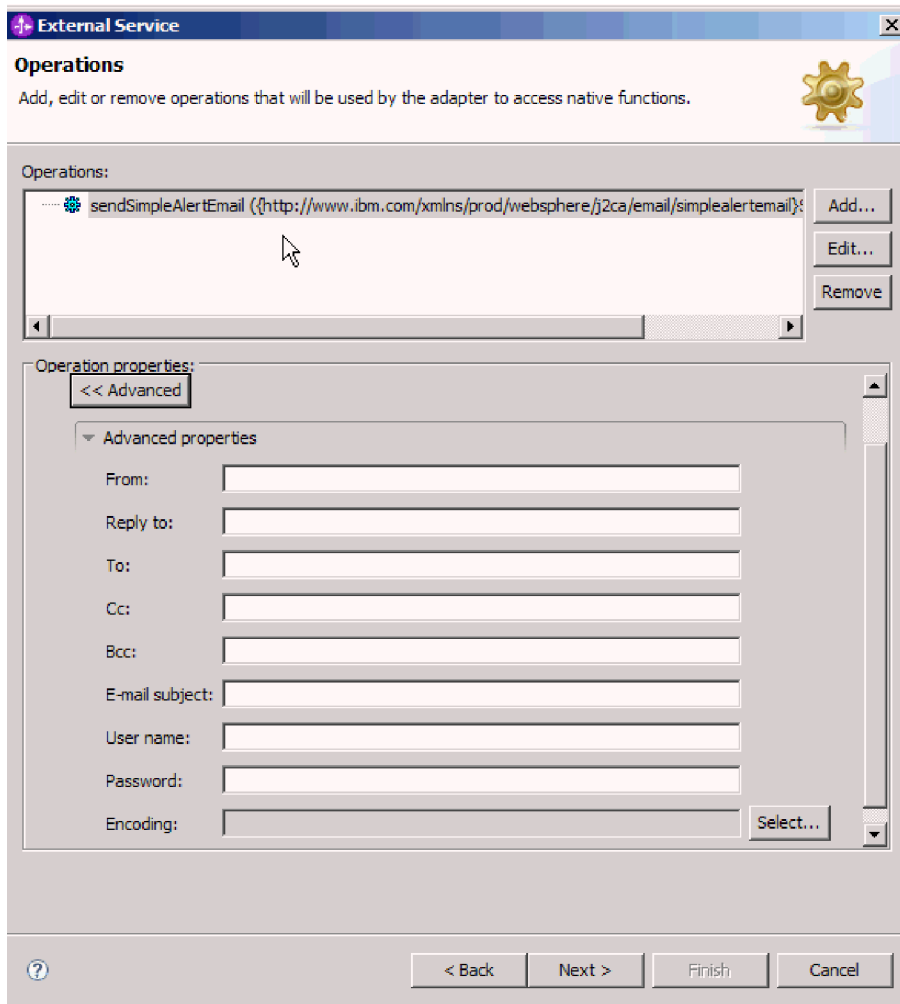 External Service
Operations
Add, edit or remove operations that will be used by the adapter to access native functions.
Operations:
sendSimpleAlertEmail ({http://www.ibm.com/xmlns/prod/websphere/j2ca/email/simplealertemail}
Add...
Edit...
Remove
Operation properties:
<< Advanced
Advanced properties
From:
Reply to:
To:
Cc:
Bcc:
E-mail subject:
User name:
Password:
Encoding:
Select...
?
< Back
Next >
Finish
Cancel